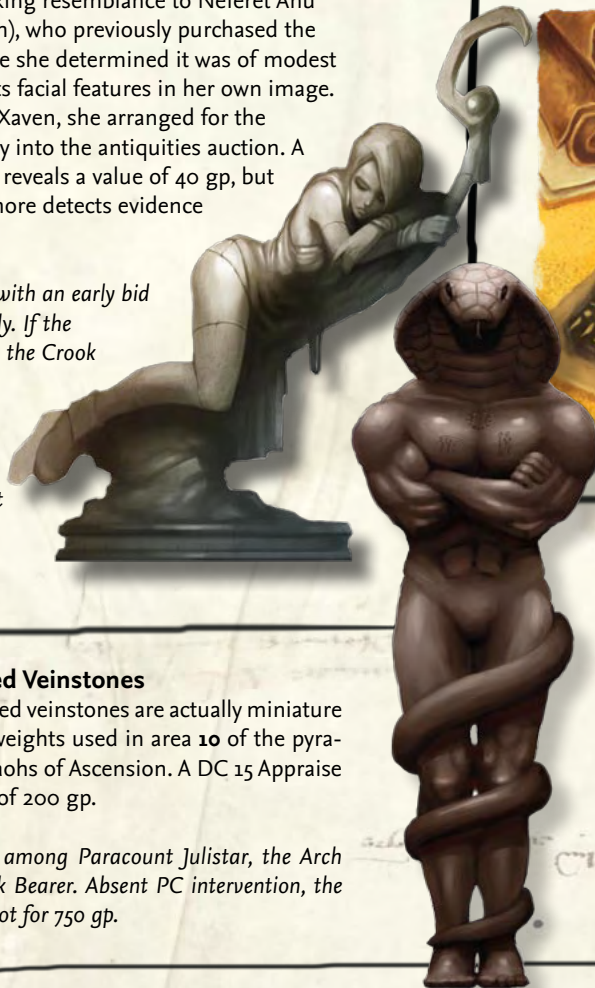 king resemblance to Neferet Anu
, who previously purchased the
she determined it was of modest
facial features in her own image.
Xaven, she arranged for the
into the antiquities auction. A
reveals a value of 40 gp, but
more detects evidence
with an early bid
If the
the Crook
ed Veinstones
ed veinstones are actually miniature
weights used in area 10 of the pyra-
aohs of Ascension. A DC 15 Appraise
of 200 gp.
among Paracount Julistar, the Arch
k Bearer. Absent PC intervention, the
ot for 750 gp.